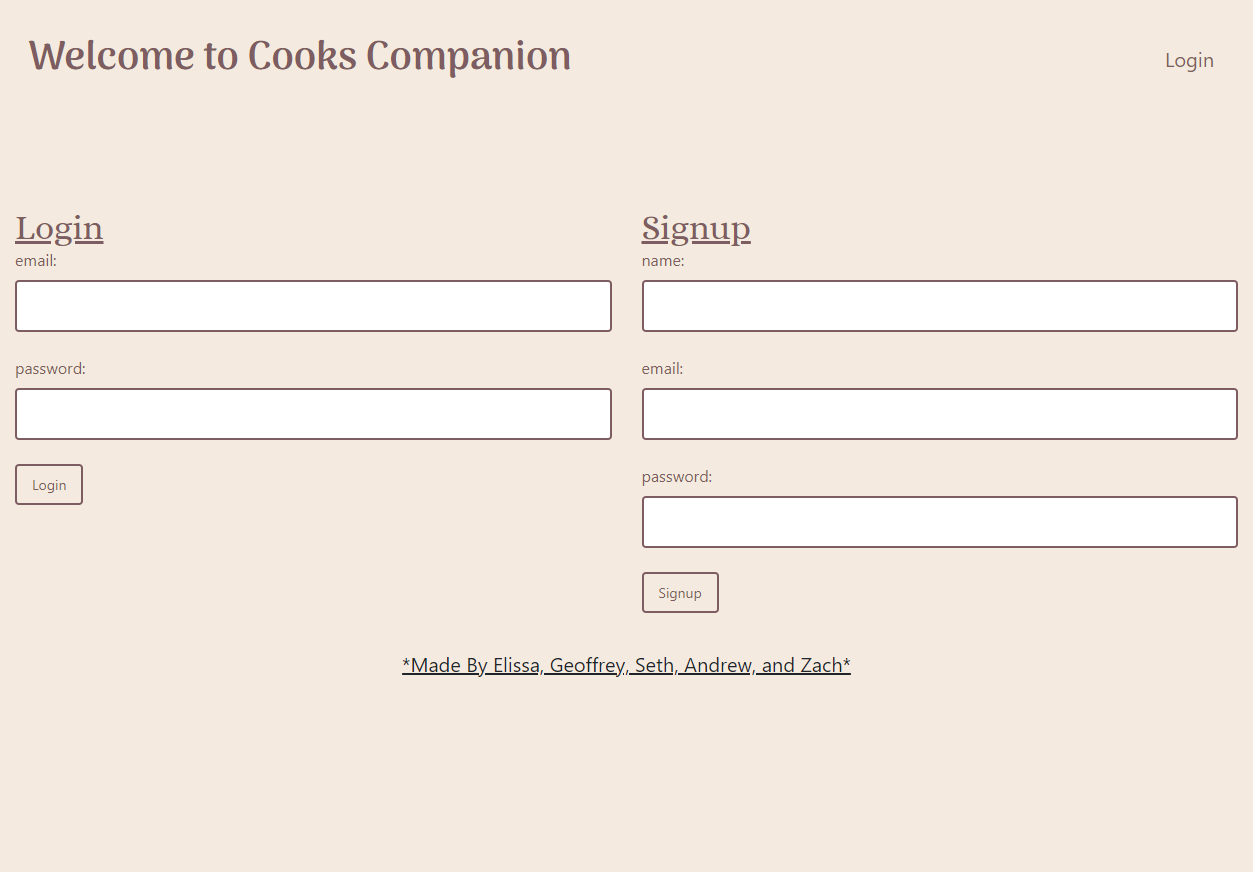 Welcome to Cooks Companion
Login
Login
email:
password:
Login
Signup
name:
email:
password:
Signup
*Made By Elissa, Geoffrey, Seth, Andrew, and Zach*